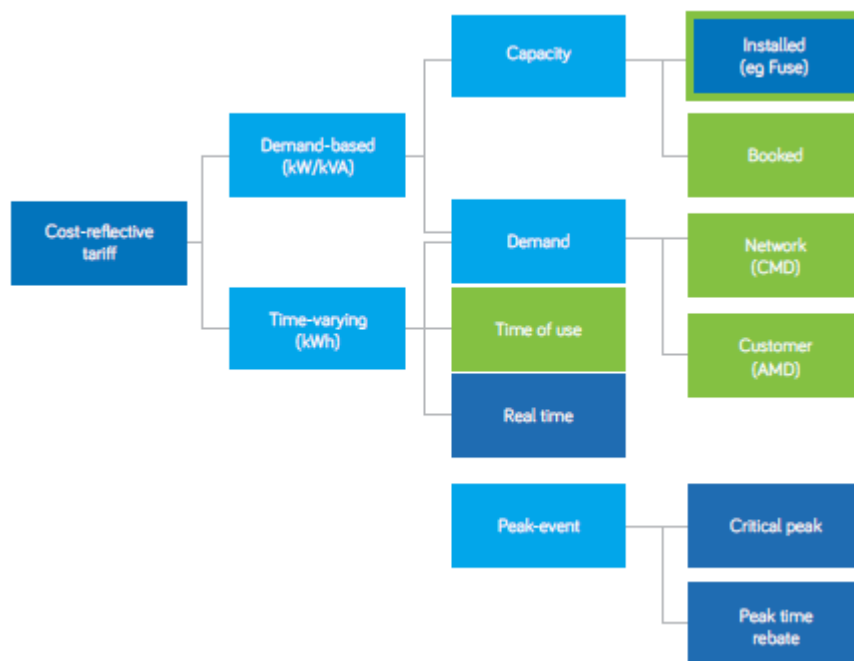 Capacity
Installed
(eg Fuse)
Demand-based
(kW/kVA)
Booked
Cost-reflective
tariff
Demand
Network
(CMD)
Time-varying
(kWh)
Time of use
Customer
(AMD)
Real time
Peak-event
Critical peak
Peak time
rebate